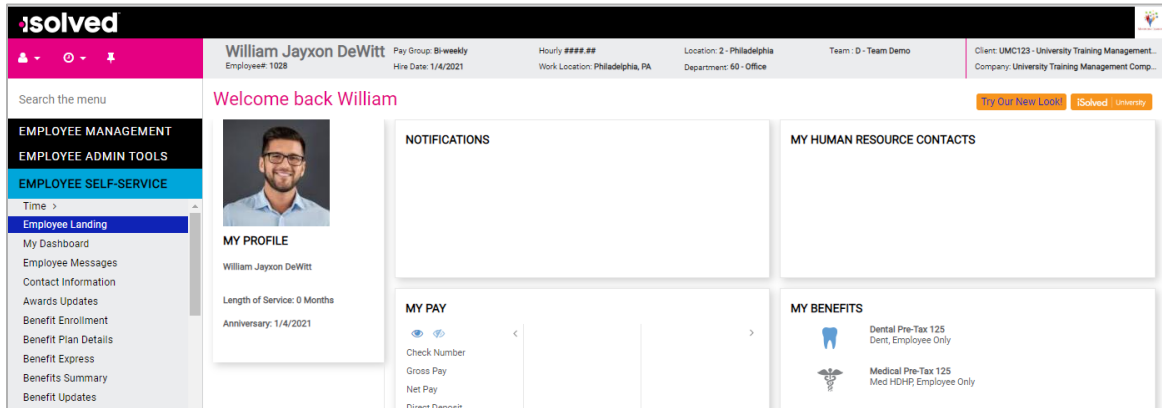 isolved
William Jayxon DeWitt
Employee#: 1028
Pay Group: Bi-weekly
Hire Date: 1/4/2021
Hourly ####.##
Work Location: Philadelphia, PA
Location: 2 - Philadelphia
Department: 60 - Office
Team : D - Team Demo
Client: UMC123 - University Training Management...
Company: University Training Management Comp...
Search the menu
EMPLOYEE MANAGEMENT
EMPLOYEE ADMIN TOOLS
EMPLOYEE SELF-SERVICE
Time >
Employee Landing
My Dashboard
Employee Messages
Contact Information
Awards Updates
Benefit Enrollment
Benefit Plan Details
Benefit Express
Benefits Summary
Benefit Updates
Welcome back William
Try Our New Look!
iSolved University
MY PROFILE
William Jayxon DeWitt
Length of Service: 0 Months
Anniversary: 1/4/2021
NOTIFICATIONS
MY HUMAN RESOURCE CONTACTS
MY PAY
Check Number
Gross Pay
Net Pay
Direct Deposit
MY BENEFITS
Dental Pre-Tax 125
Dent, Employee Only
Medical Pre-Tax 125
Med HDHP, Employee Only